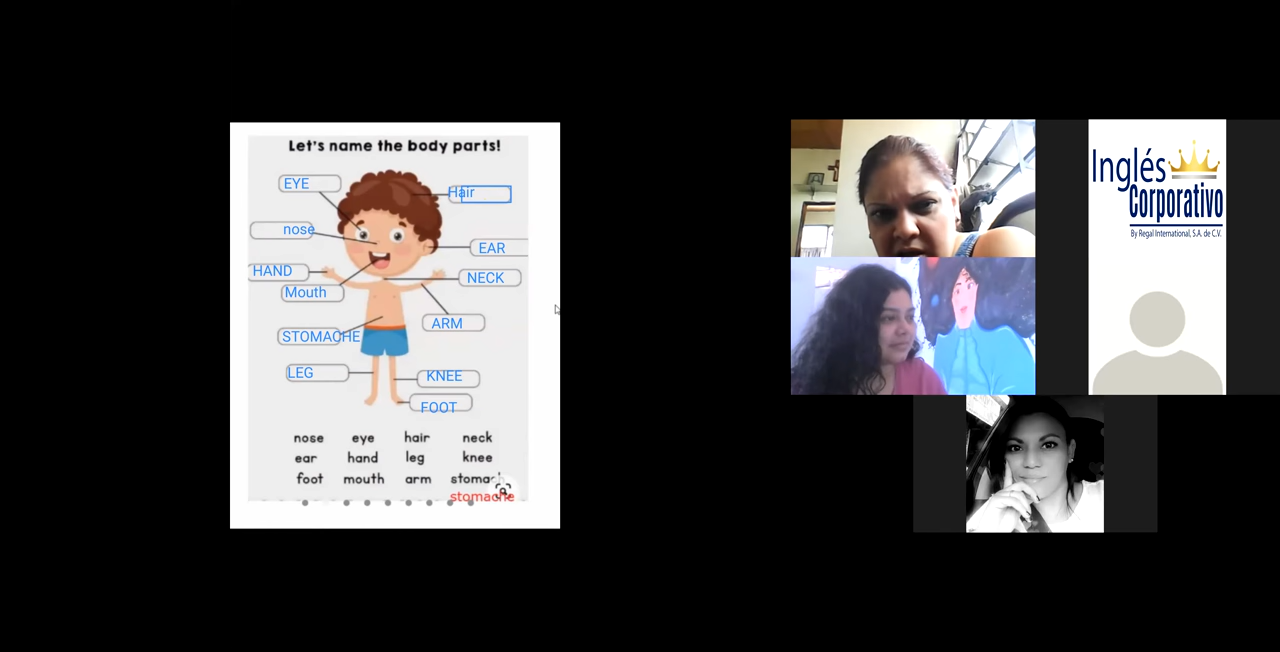 Let's name the body parts!
EYE
Hair
nose
EAR
HAND
NECK
Mouth
ARM
STOMACHE
LEG
KNEE
FOOT
nose eye hair neck
ear hand leg knee
foot mouth arm
stomache
Inglés
Corporativo
By Regal International, S.A. de C.V.